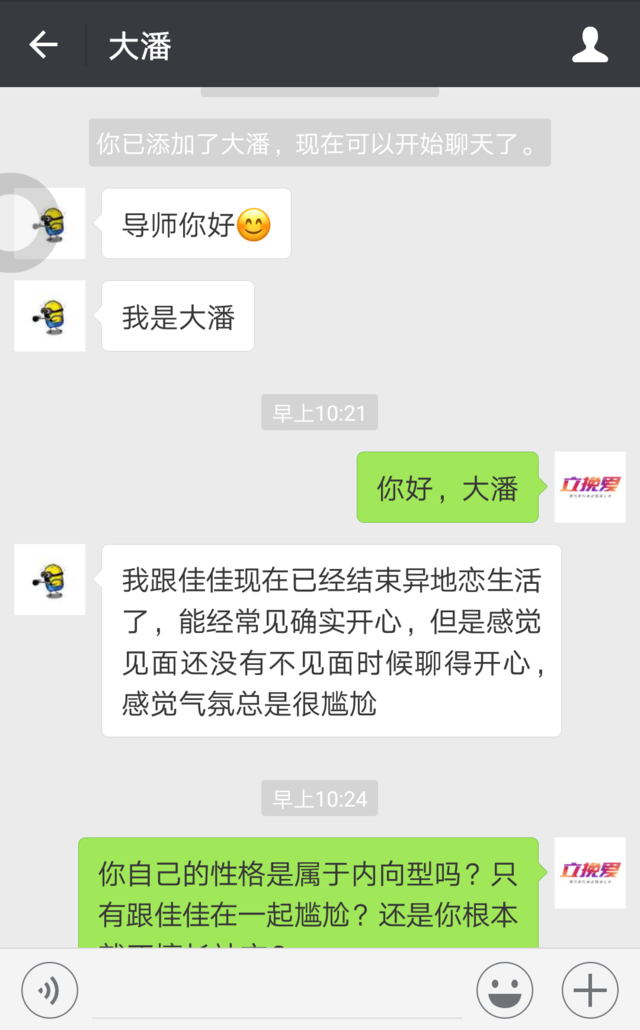 大潘
你已添加了大潘，现在可以开始聊天了。
导师你好😊
我是大潘
早上10:21
你好，大潘
立挽爱
我跟佳佳现在已经结束异地恋生活
了，能经常见确实开心，但是感觉
见面还没有不见面时候聊得开心，
感觉气氛总是很尴尬
早上10:24
你自己的性格是属于内向型吗？只
有跟佳佳在一起尴尬？还是你根本
立挽爱